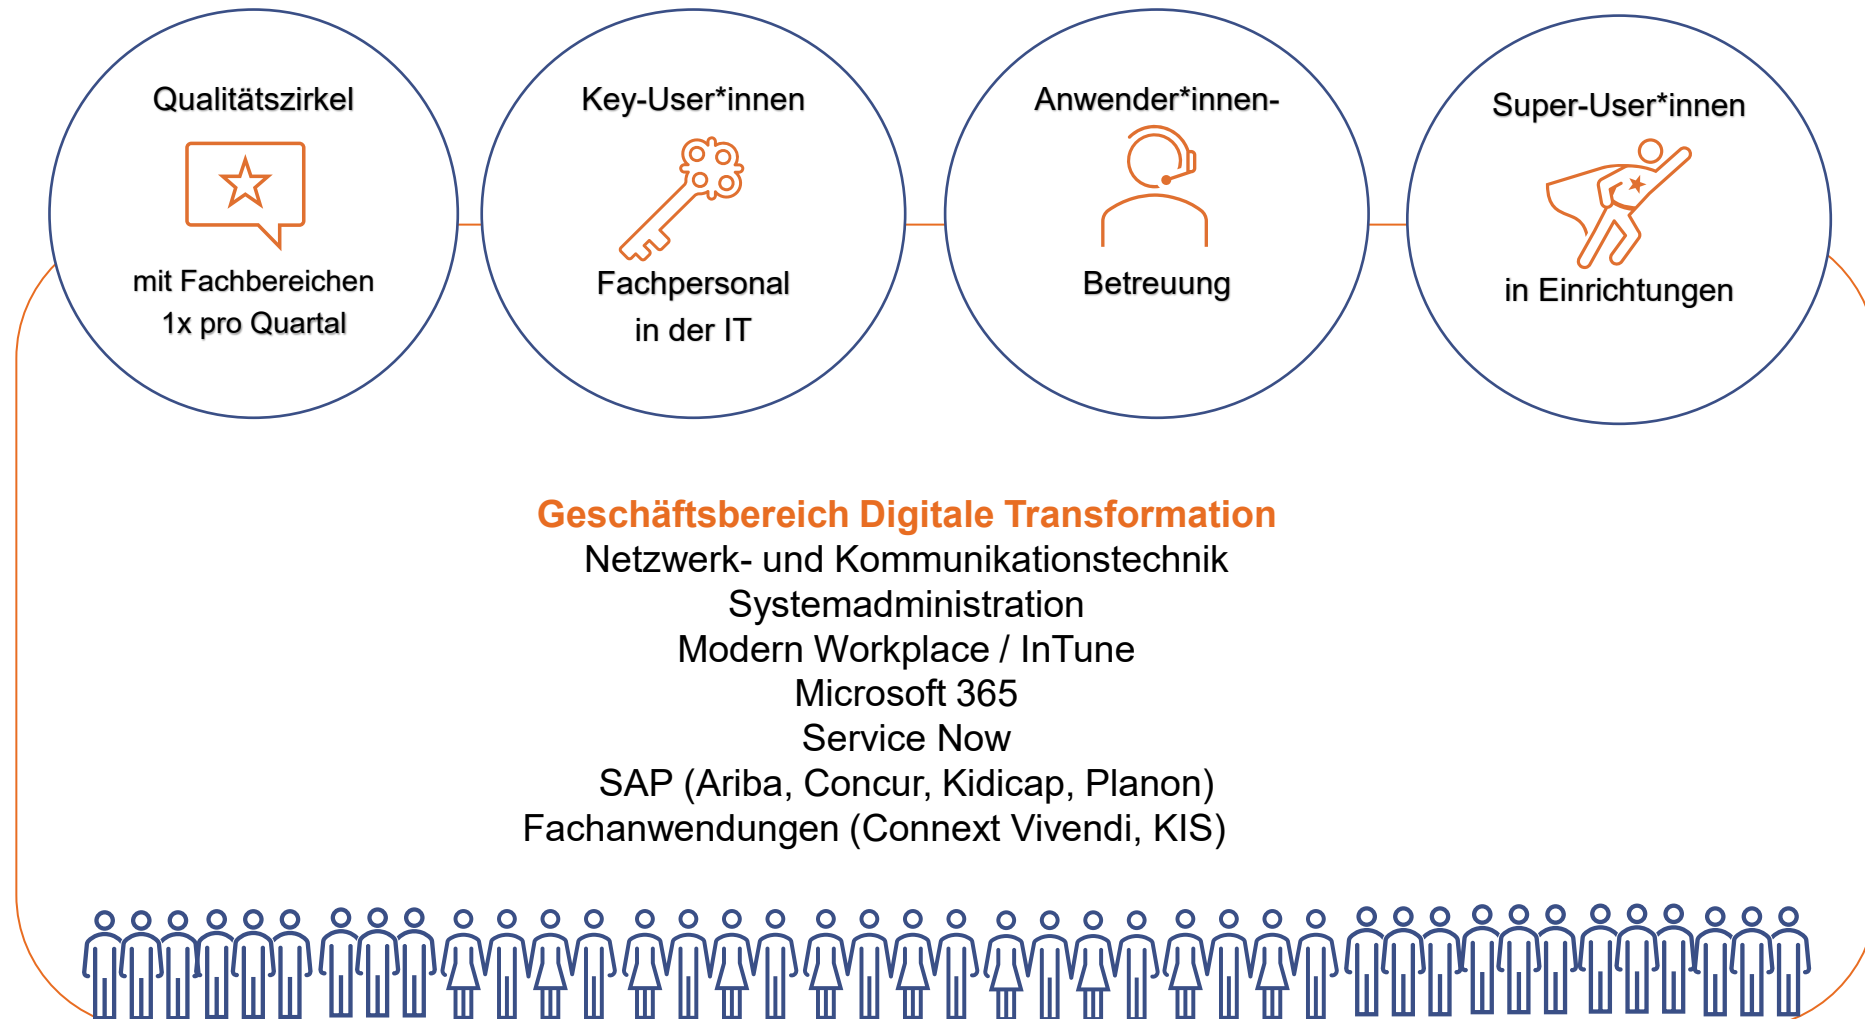 Qualitätszirkel
mit Fachbereichen
1x pro Quartal
Key-User*innen
Fachpersonal
in der IT
Anwender*innen-
Betreuung
Super-User*innen
in Einrichtungen
Geschäftsbereich Digitale Transformation
Netzwerk- und Kommunikationstechnik
Systemadministration
Modern Workplace / InTune
Microsoft 365
Service Now
SAP (Ariba, Concur, Kidicap, Planon)
Fachanwendungen (Connext Vivendi, KIS)